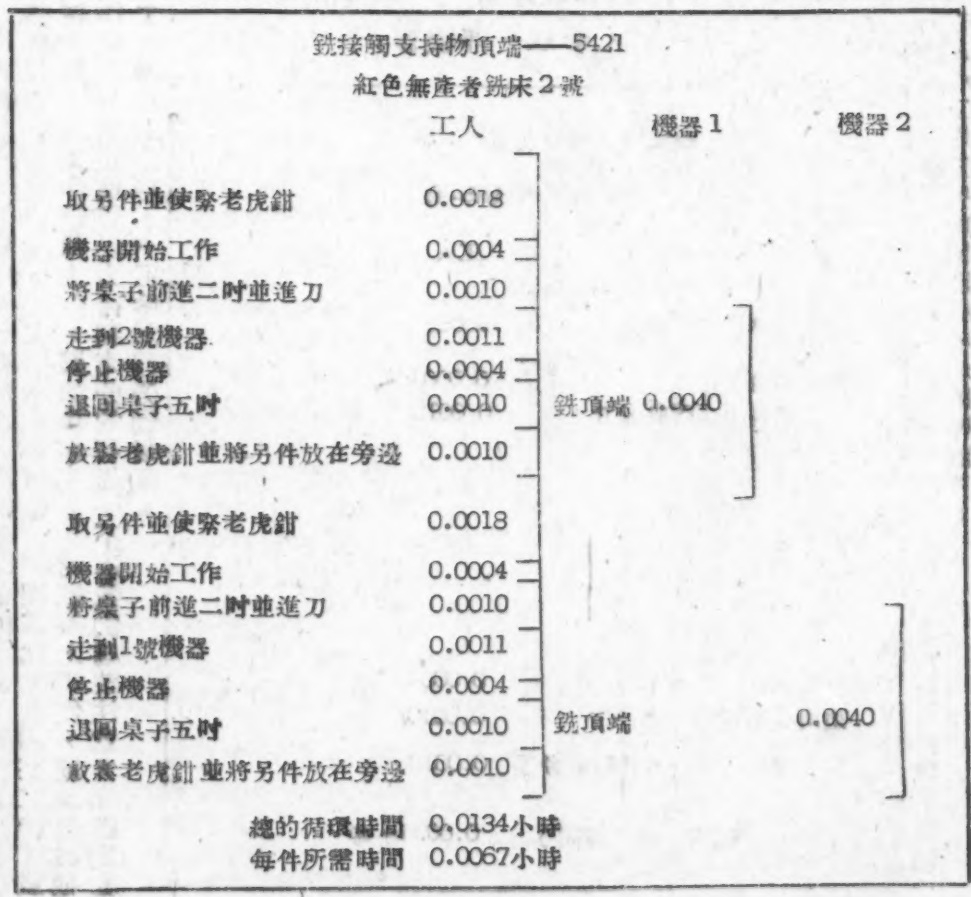 銑接觸支持物頂端——5421
紅色無產者銑床2號
工人 機器1 機器2
取另件並使緊老虎鉗 0.0018
機器開始工作 0.0004
將桌子前進二吋並進刀 0.0010
走到2號機器 0.0011
停止機器 0.0004
退回桌子五吋 0.0010 銑頂端 0.0040
放鬆老虎鉗並將另件放在旁邊 0.0010
取另件並使緊老虎鉗 0.0018
機器開始工作 0.0004
將桌子前進二吋並進刀 0.0010
走到1號機器 0.0011
停止機器 0.0004
退回桌子五吋 0.0010 銑頂端 0.0040
放鬆老虎鉗並將另件放在旁邊 0.0010
總的循環時間 0.0134小時
每件所需時間 0.0067小時